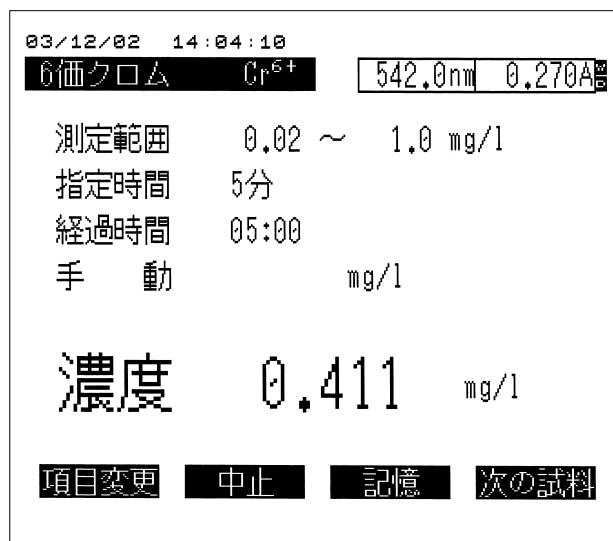 03/12/02 14:04:10
6価クロム Cr⁶⁺ 542.0nm 0.270A
測定範囲 0.02 ～ 1.0 mg/l
指定時間 5分
経過時間 05:00
手 動 mg/l
濃度 0.411 mg/l
項目変更 中止 記憶 次の試料